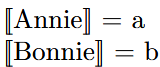 ⟦Annie⟧ = a
⟦Bonnie⟧ = b